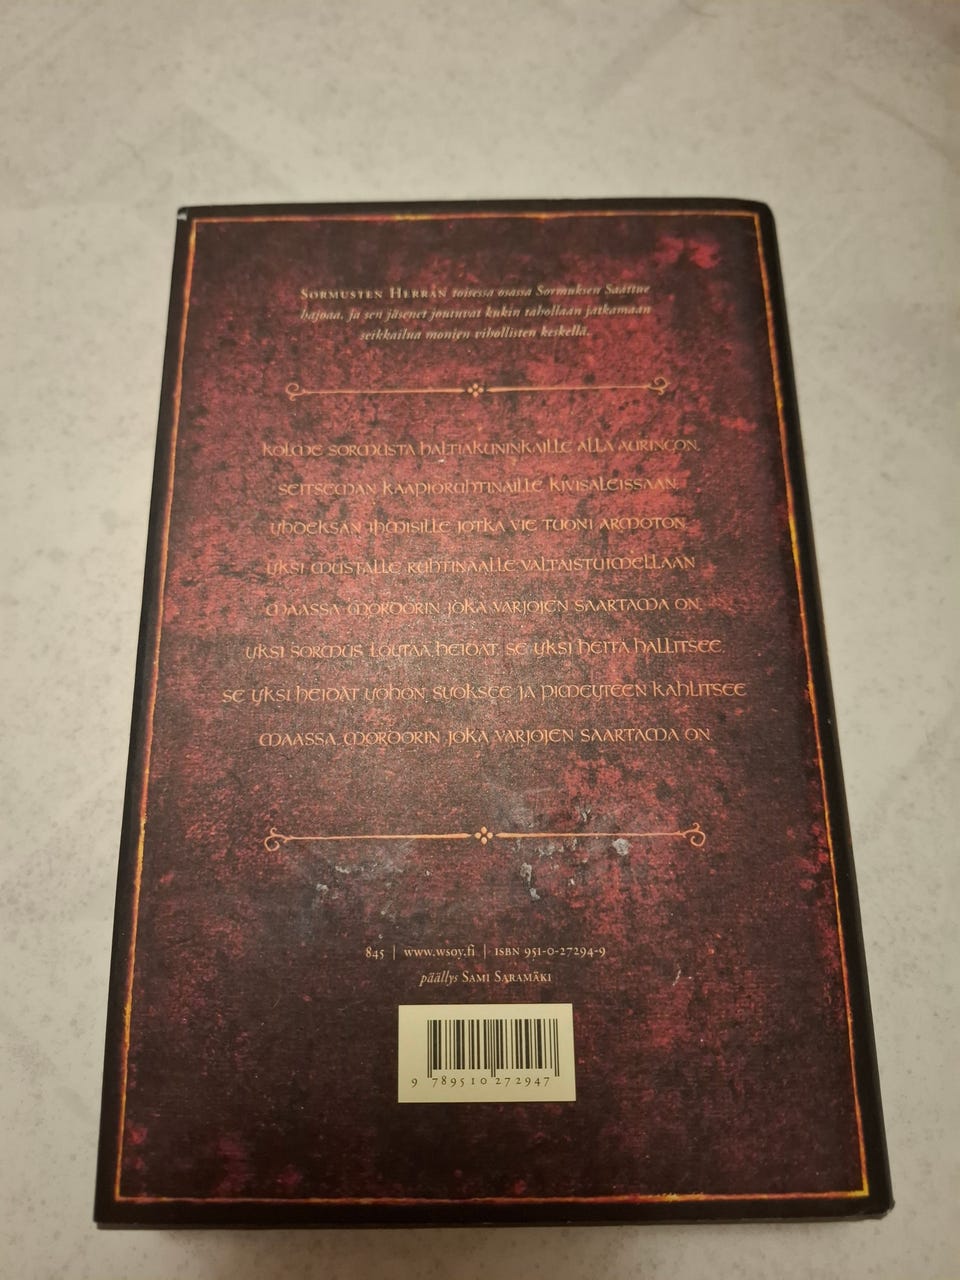 Sormusten Herran toisessa osassa Sormuksen Saattue
hajoaa, ja sen jäsenet joutuvat kukin tahollaan jatkamaan
seikkailua monien vihollisten keskellä.
Kolme sormusta haltiakuninkaille alla auringon,
seitsemän kääpiöruhtinaille kivisaleissaan,
yhdeksän ihmisille jotka vie tuoni armoton,
yksi Mustalle Ruhtinaalle valtaistuimellaan
maassa Mordorin joka varjojen saartama on.
Yksi Sormus löytää heidät, se yksi heitä hallitsee,
se yksi heidät yöhön syöksee ja pimeyteen kahlitsee
maassa Mordorin joka varjojen saartama on.
845 | www.wsoy.fi | ISBN 951-0-27294-9
päällys Sami Saramäki
9 789510 272947